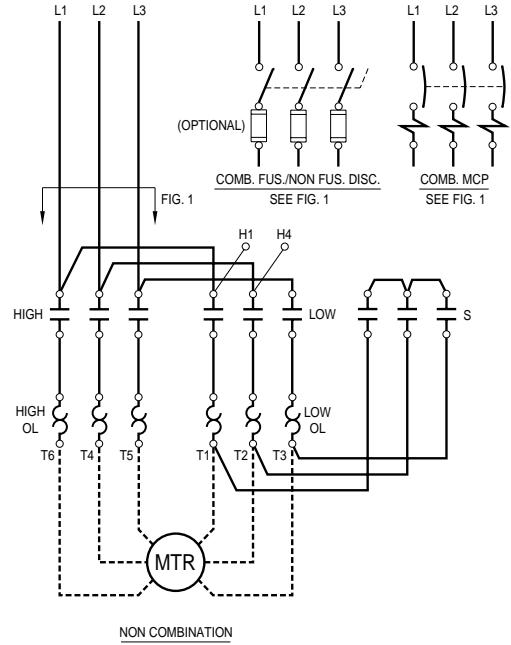 L1 L2 L3
L1 L2 L3
L1 L2 L3
(OPTIONAL)
COMB. FUS./NON FUS. DISC.
SEE FIG. 1
COMB. MCP
SEE FIG. 1
FIG. 1
H1 H4
HIGH
LOW
S
HIGH
OL
LOW
OL
T6 T4 T5 T1 T2 T3
MTR
NON COMBINATION